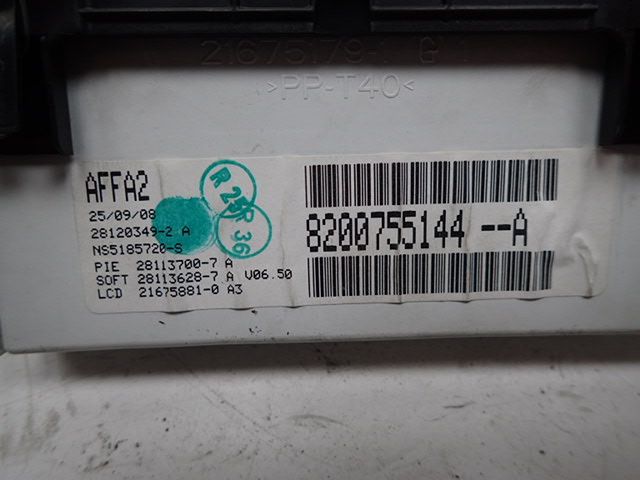 21675179-1 G
>PP-T40<
AFFA2
25/09/08
28120349-2 A
NS5185720-S
PIE 28113700-7 A
SOFT 28113628-7 A V06.50
LCD 21675881-0 A3
R
R 36
8200755144 --A